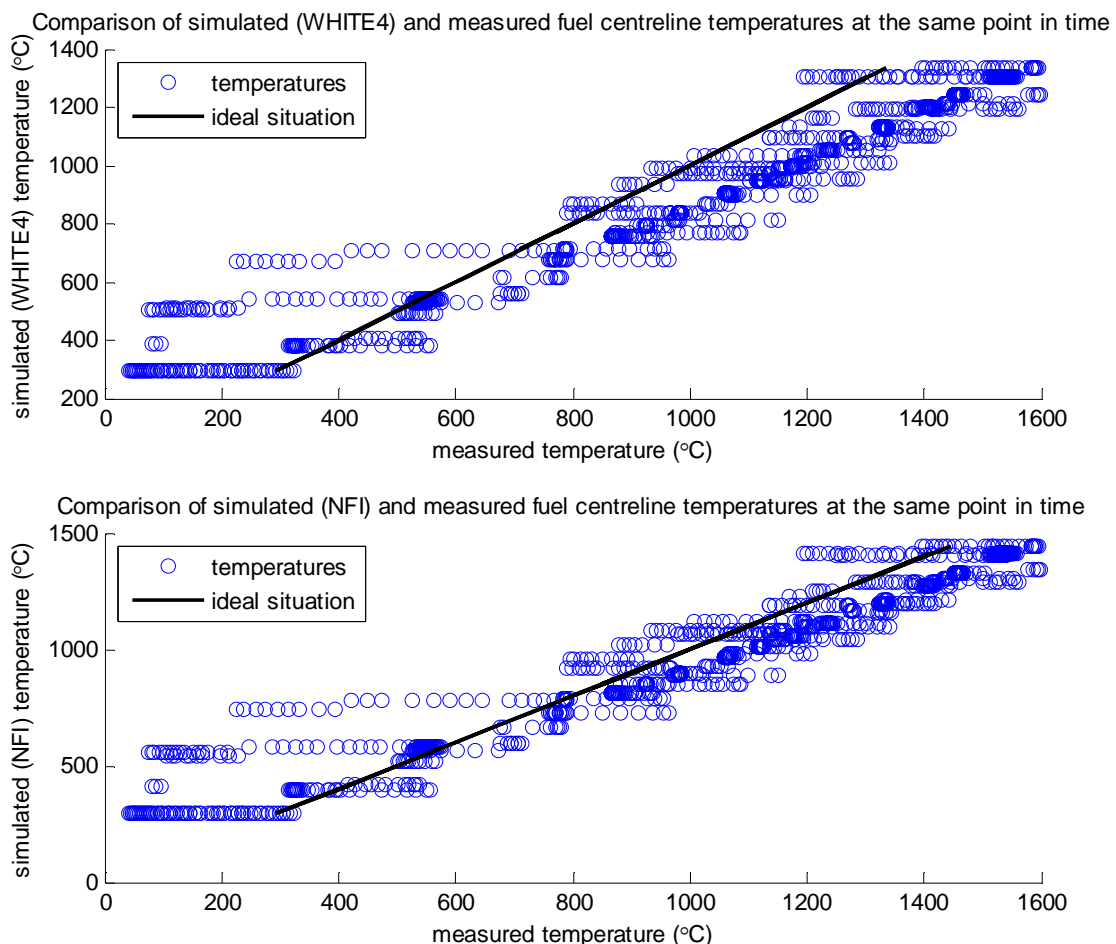 Comparison of simulated (WHITE4) and measured fuel centreline temperatures at the same point in time
simulated (WHITE4) temperature (°C)
1400
1200
1000
800
600
400
200
temperatures
ideal situation
0 200 400 600 800 1000 1200 1400 1600
measured temperature (°C)
Comparison of simulated (NFI) and measured fuel centreline temperatures at the same point in time
simulated (NFI) temperature (°C)
1500
1000
500
0
temperatures
ideal situation
0 200 400 600 800 1000 1200 1400 1600
measured temperature (°C)